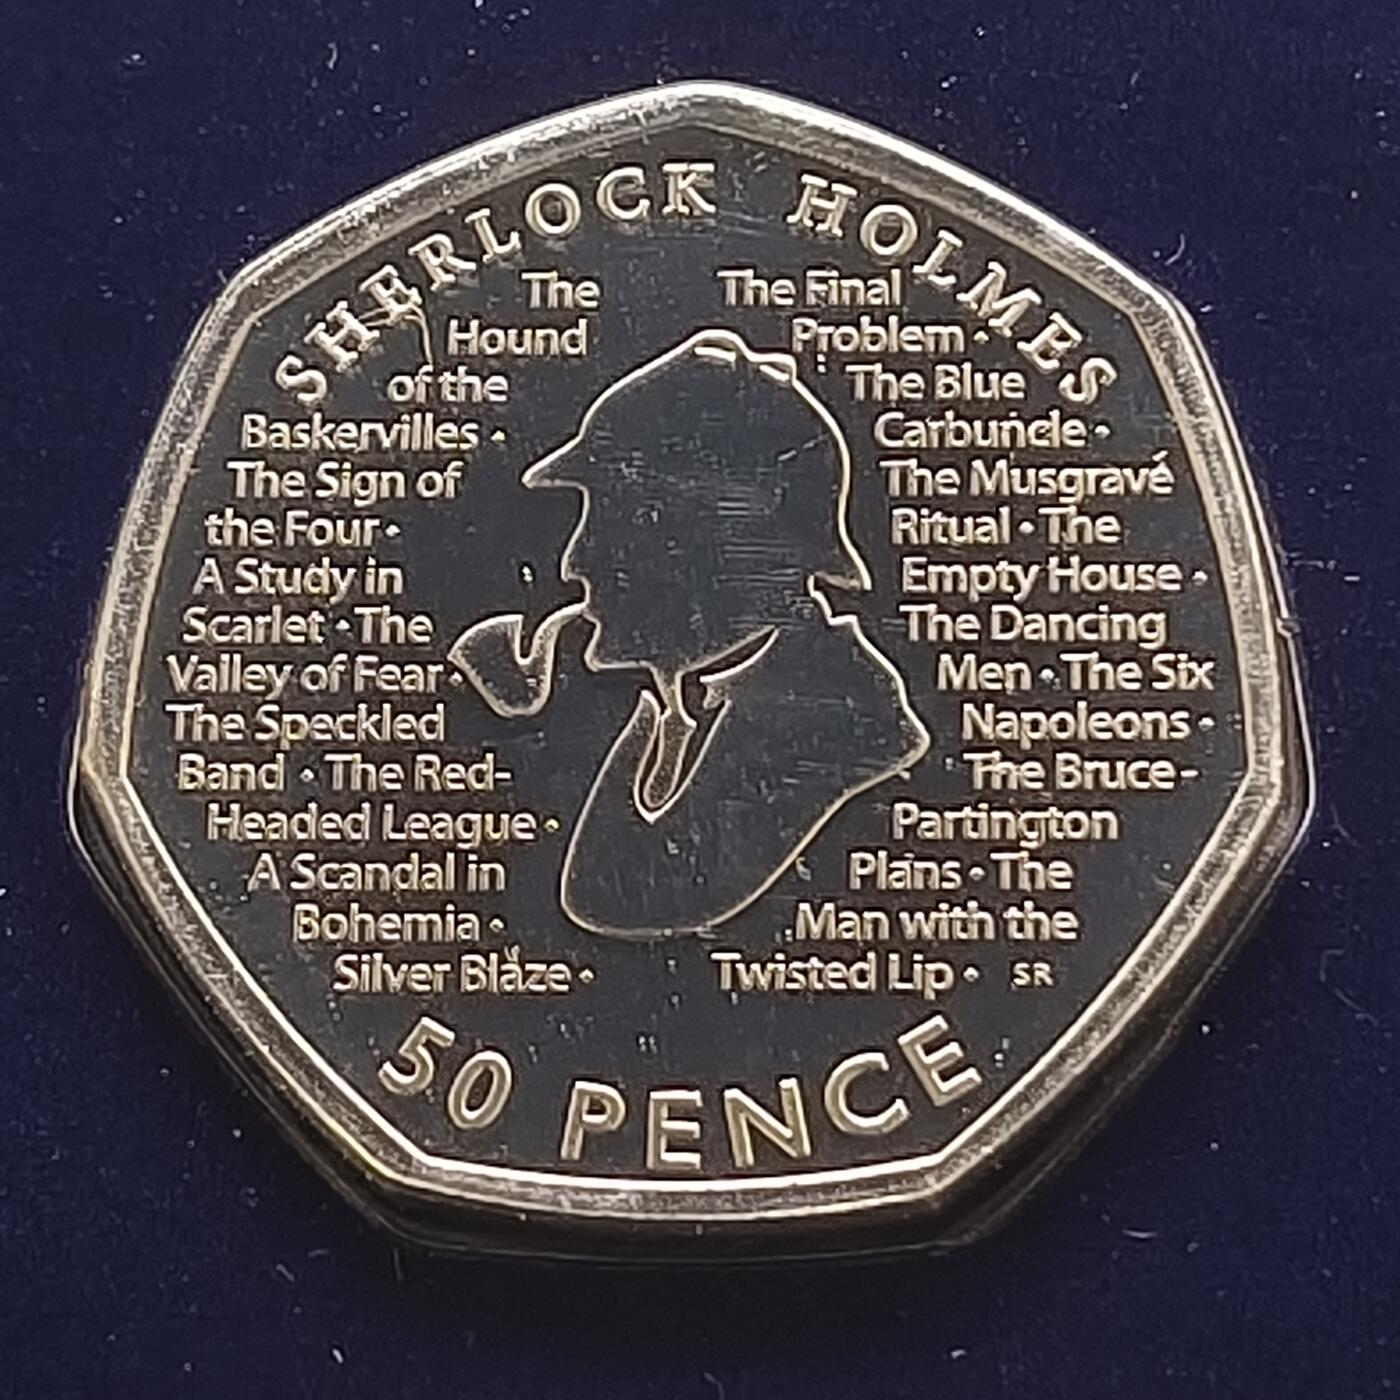 SHERLOCK HOLMES
The
Hound
of the
Baskervilles •
The Sign of
the Four •
A Study in
Scarlet • The
Valley of Fear •
The Speckled
Band • The Red-
Headed League •
A Scandal in
Bohemia •
Silver Blaze •
The Final
Problem •
The Blue
Carbuncle •
The Musgrave
Ritual • The
Empty House •
The Dancing
Men • The Six
Napoleons •
The Bruce-
Partington
Plans • The
Man with the
Twisted Lip • SR
50 PENCE